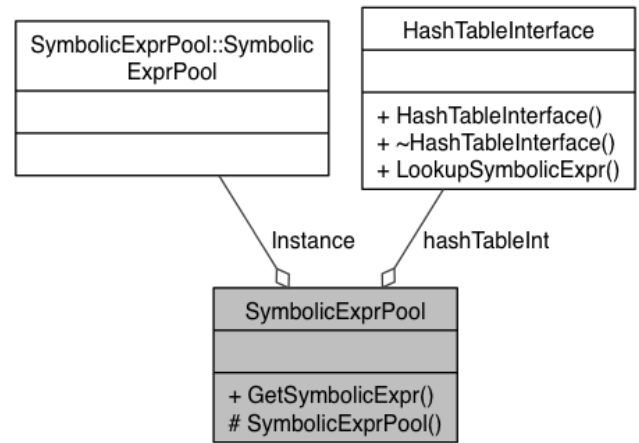 SymbolicExprPool::Symbolic
ExprPool
HashTableInterface
+ HashTableInterface()
+ ~HashTableInterface()
+ LookupSymbolicExpr()
Instance
hashTableInt
SymbolicExprPool
+ GetSymbolicExpr()
# SymbolicExprPool()